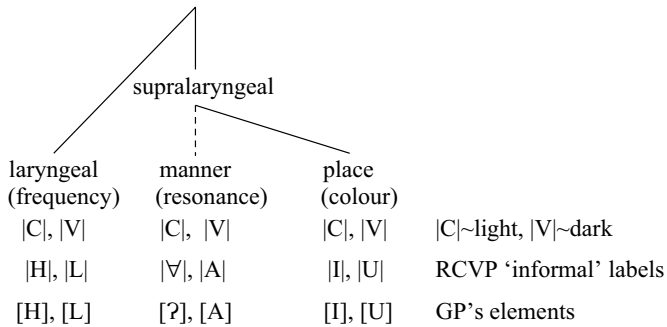 supralaryngeal
laryngeal manner place
(frequency) (resonance) (colour)
|C|, |V| |C|, |V| |C|, |V| |C|~light, |V|~dark
|H|, |L| |∀|, |A| |I|, |U| RCVP ‘informal’ labels
[H], [L] [ʔ], [A] [I], [U] GP’s elements